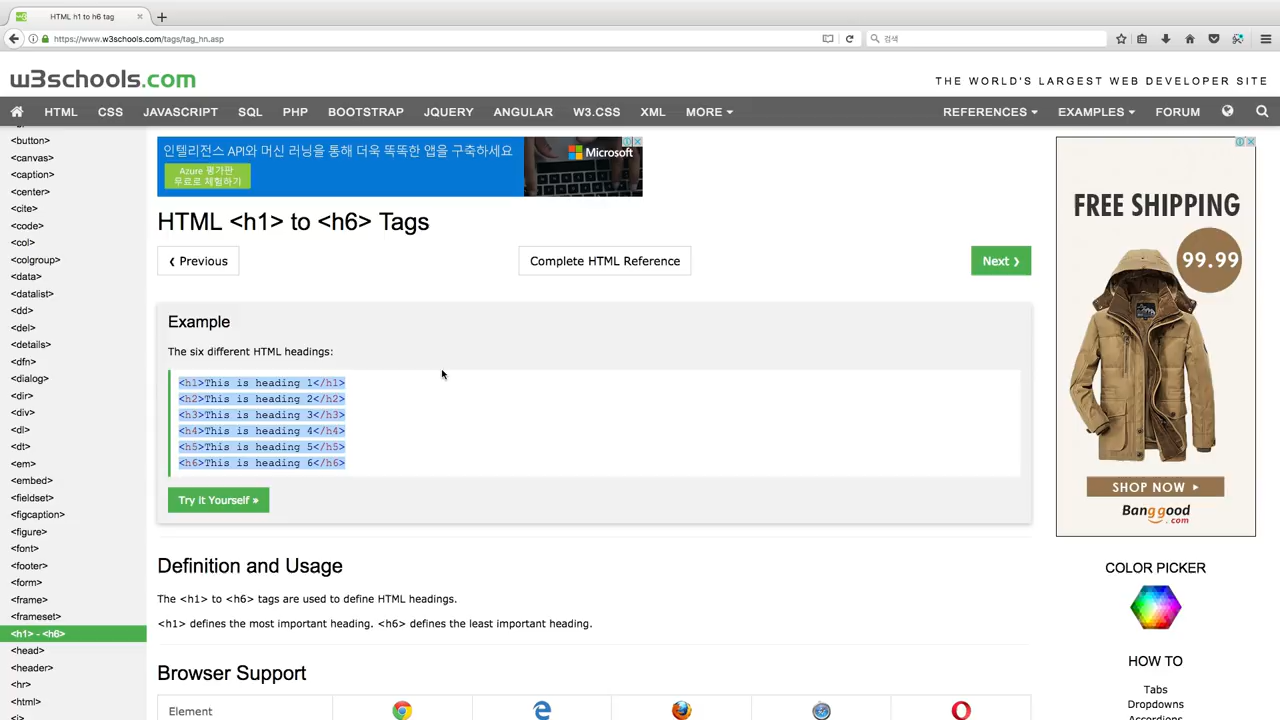 HTML h1 to h6 tag
https://www.w3schools.com/tags/tag_hn.asp
검색
w3schools.com
THE WORLD'S LARGEST WEB DEVELOPER SITE
HTML CSS JAVASCRIPT SQL PHP BOOTSTRAP JQUERY ANGULAR W3.CSS XML MORE REFERENCES EXAMPLES FORUM
<button>
<canvas>
<caption>
<center>
<cite>
<code>
<col>
<colgroup>
<data>
<datalist>
<dd>
<del>
<details>
<dfn>
<dialog>
<dir>
<div>
<dl>
<dt>
<em>
<embed>
<fieldset>
<figcaption>
<figure>
<font>
<footer>
<form>
<frame>
<frameset>
<h1> - <h6>
<head>
<header>
<hr>
<html>
<i>
인텔리전스 API와 머신 러닝을 통해 더욱 똑똑한 앱을 구축하세요
Azure 평가판
무료로 체험하기
Microsoft
HTML <h1> to <h6> Tags
❮ Previous
Complete HTML Reference
Next ❯
Example
The six different HTML headings:
<h1>This is heading 1</h1>
<h2>This is heading 2</h2>
<h3>This is heading 3</h3>
<h4>This is heading 4</h4>
<h5>This is heading 5</h5>
<h6>This is heading 6</h6>
Try it Yourself »
Definition and Usage
The <h1> to <h6> tags are used to define HTML headings.
<h1> defines the most important heading. <h6> defines the least important heading.
Browser Support
Element
FREE SHIPPING
99.99
SHOP NOW
Banggood
.com
COLOR PICKER
HOW TO
Tabs
Dropdowns
Accordions